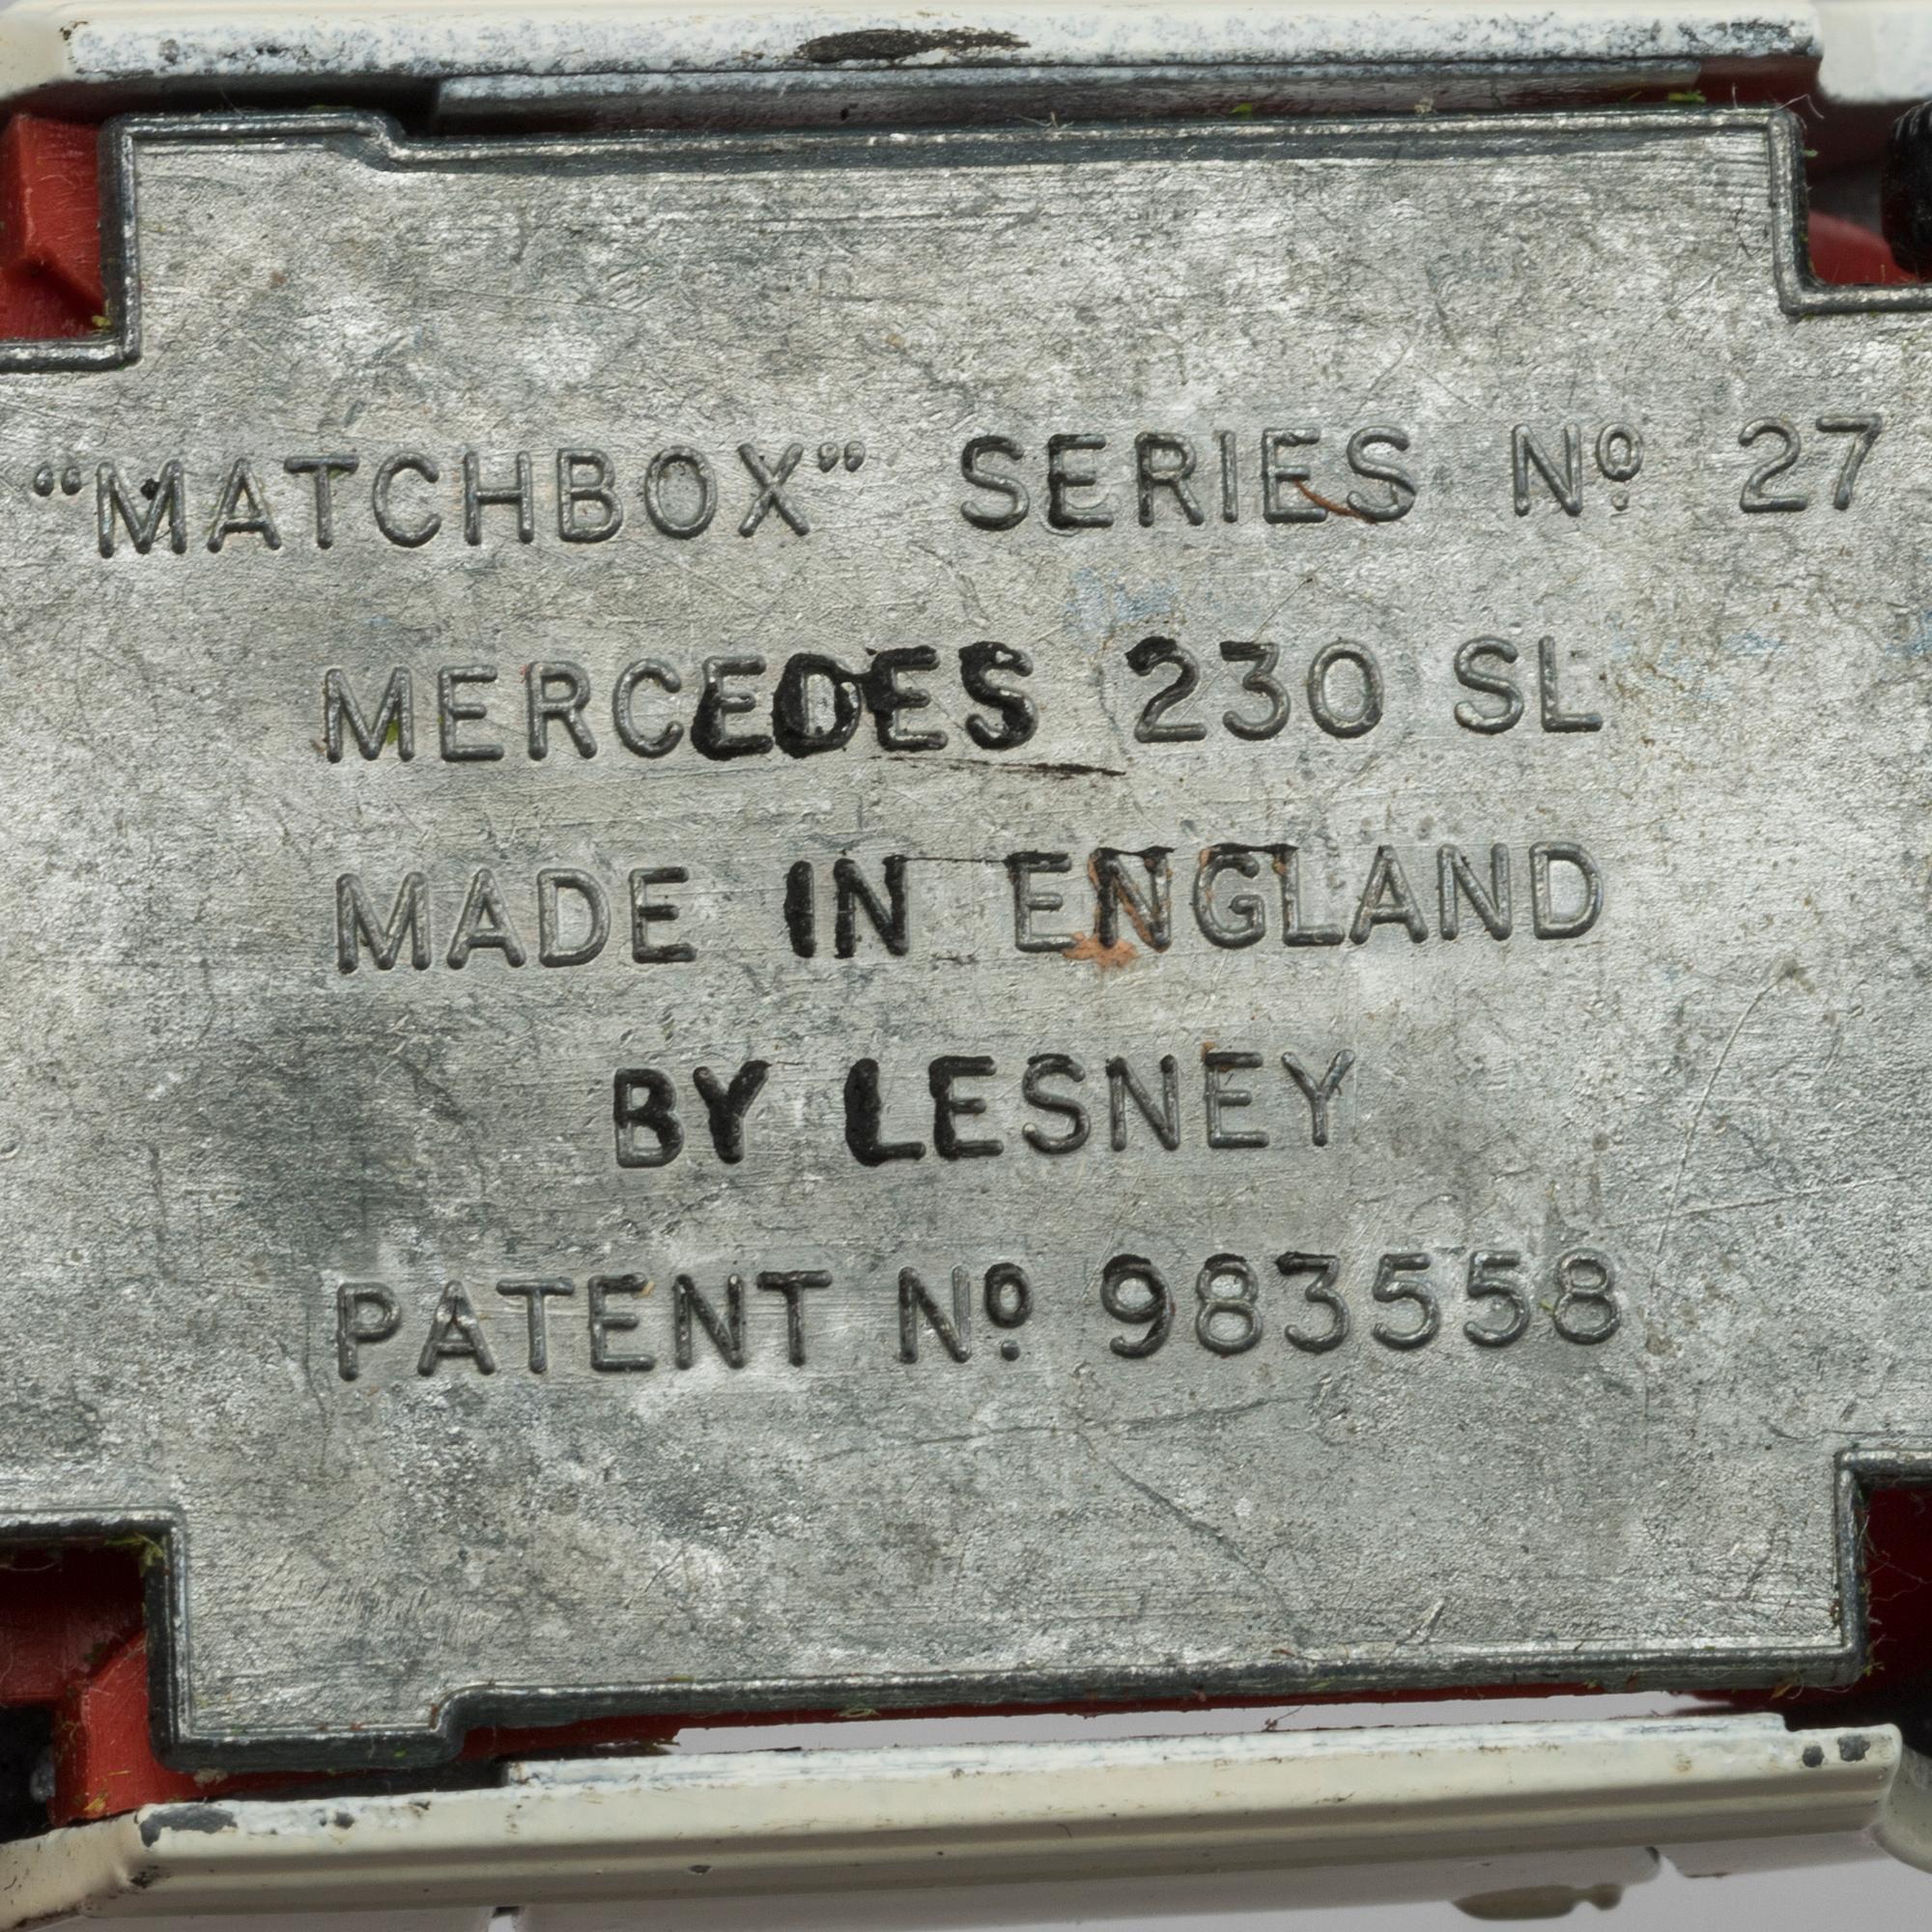 “MATCHBOX” SERIES Nº 27
MERCEDES 230 SL
MADE IN ENGLAND
BY LESNEY
PATENT Nº 983558